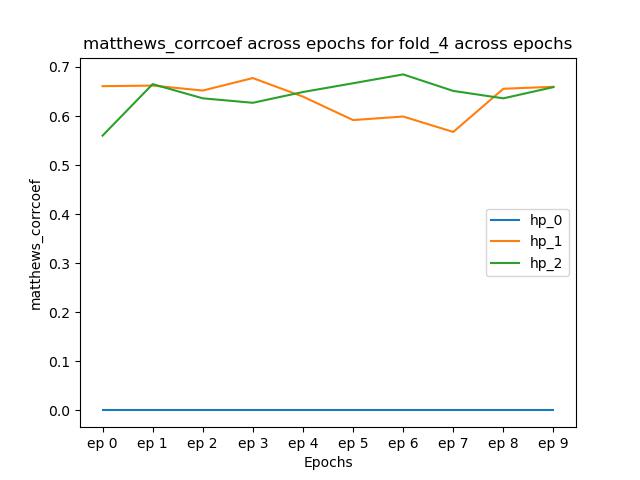 matthews_corrcoef across epochs for fold_4 across epochs
0.7
0.6
0.5
0.4
0.3
0.2
0.1
0.0
matthews_corrcoef
hp_0
hp_1
hp_2
ep 0 ep 1 ep 2 ep 3 ep 4 ep 5 ep 6 ep 7 ep 8 ep 9
Epochs